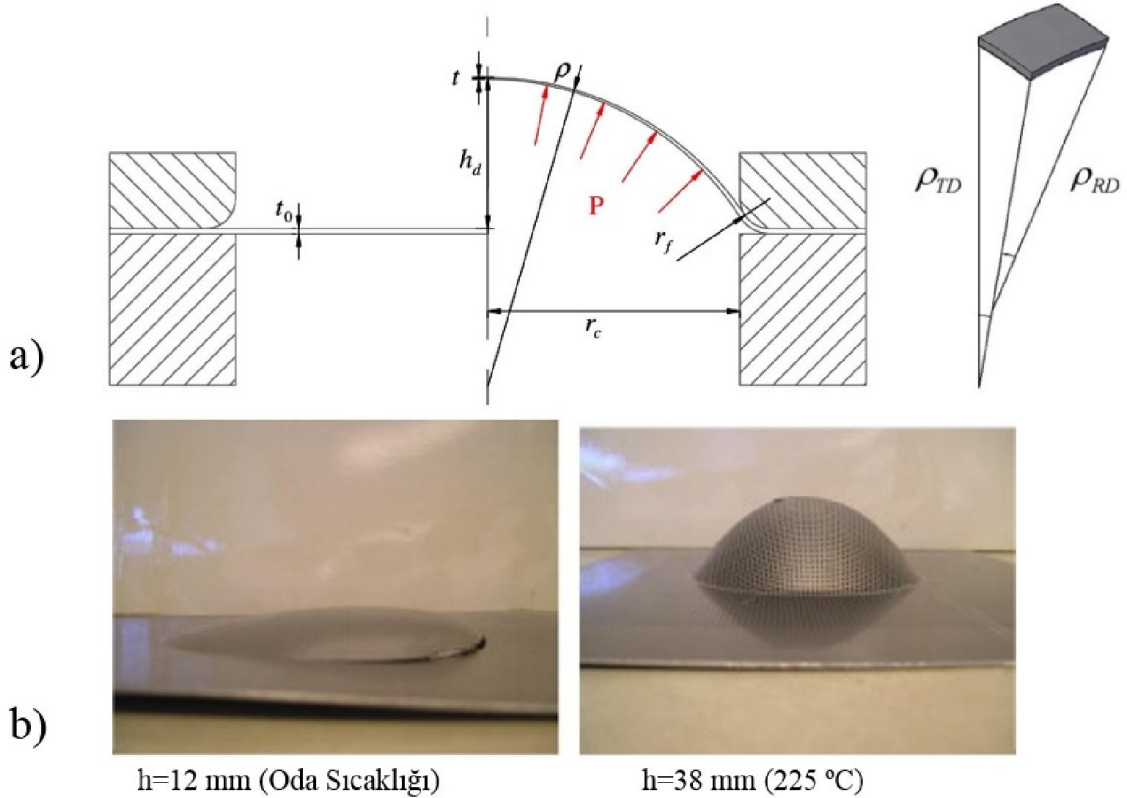 t
ρ
h_d
t_0
P
r_f
r_c
ρ_TD
ρ_RD
a)
b)
h=12 mm (Oda Sıcaklığı)
h=38 mm (225 ºC)